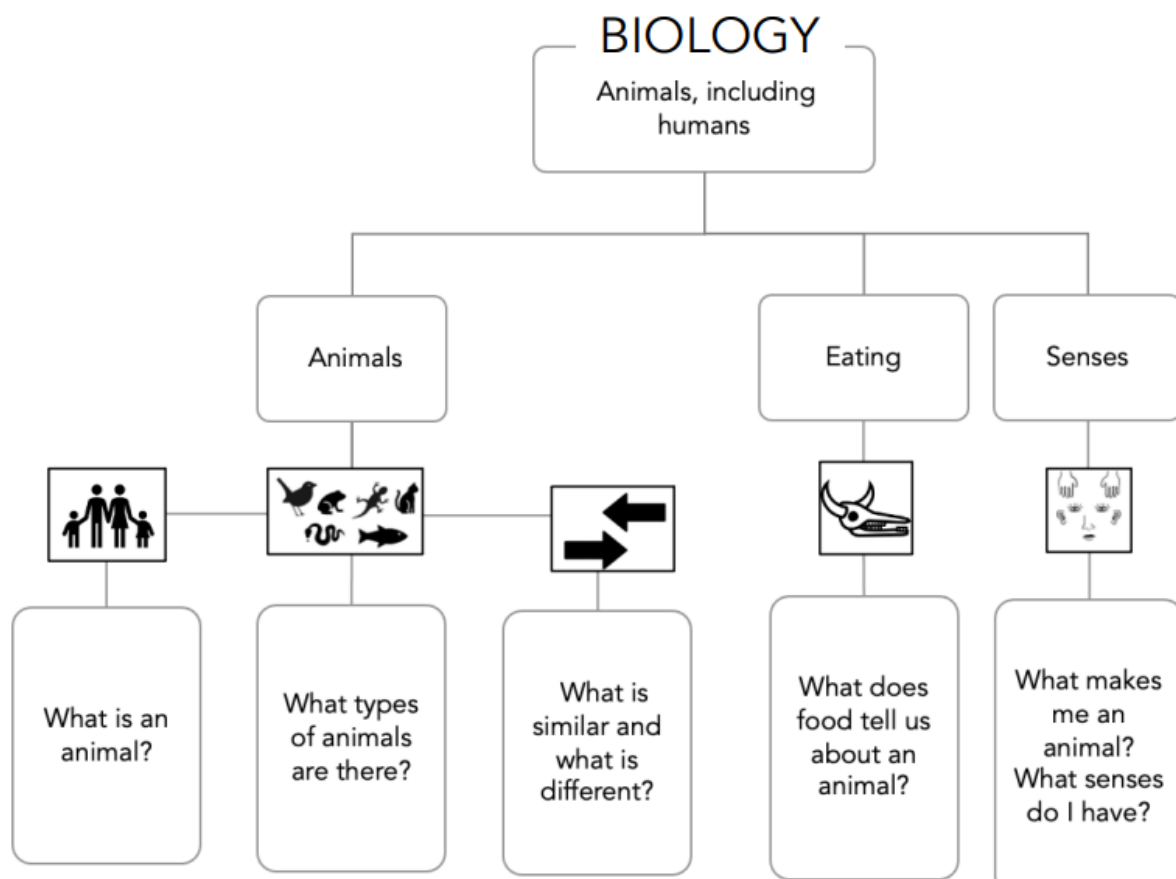 BIOLOGY
Animals, including
humans
Animals
Eating
Senses
What is an
animal?
What types
of animals
are there?
What is
similar and
what is
different?
What does
food tell us
about an
animal?
What makes
me an
animal?
What senses
do I have?